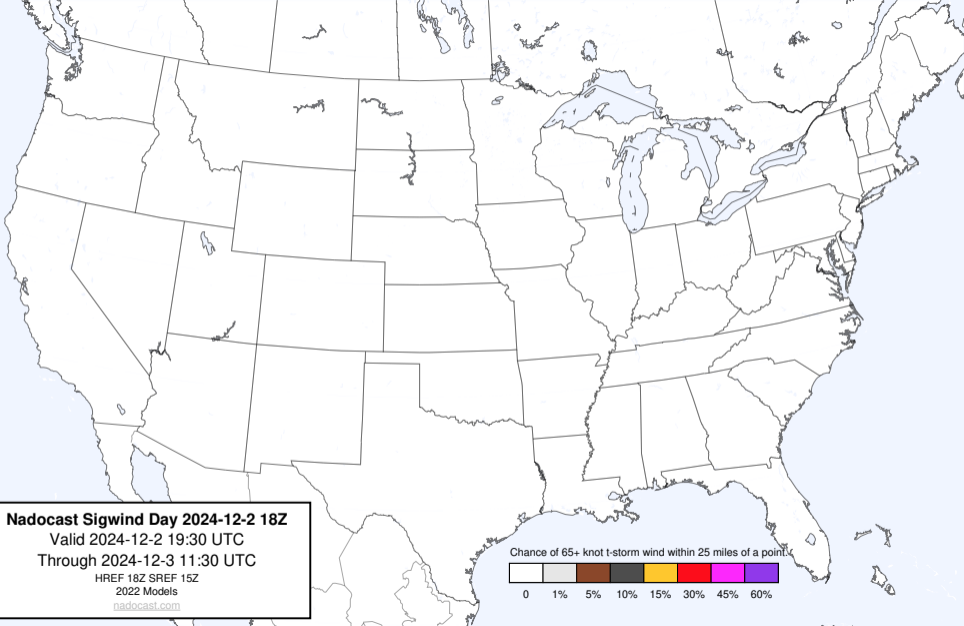 Nadocast Sigwind Day 2024-12-2 18Z
Valid 2024-12-2 19:30 UTC
Through 2024-12-3 11:30 UTC
HREF 18Z SREF 15Z
2022 Models
nadocast.com
Chance of 65+ knot t-storm wind within 25 miles of a point.
0 1% 5% 10% 15% 30% 45% 60%